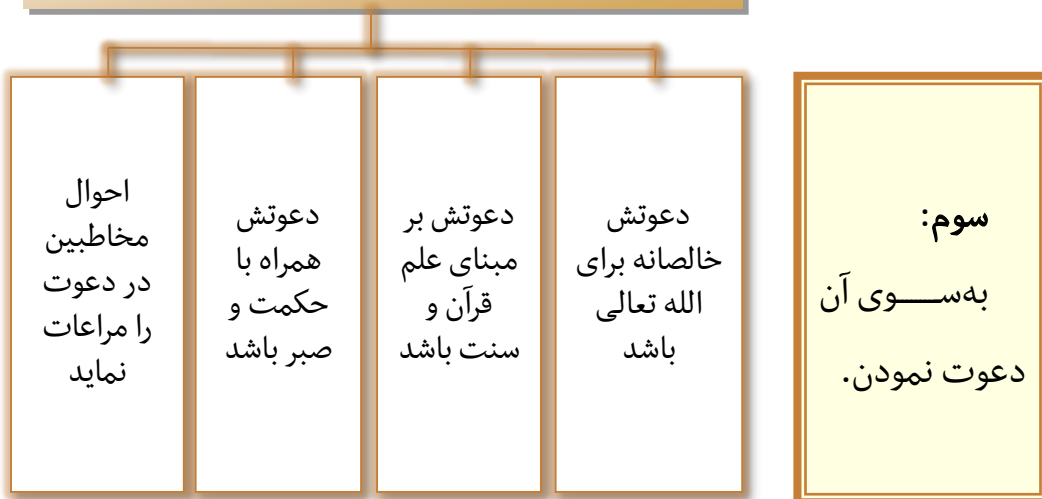 سوم:
به‌ســـوی آن
دعوت نمودن.
دعوتش
خالصانه برای
الله تعالی
باشد
دعوتش بر
مبنای علم
قرآن و
سنت باشد
دعوتش
همراه با
حکمت و
صبر باشد
احوال
مخاطبین
در دعوت
را مراعات
نماید